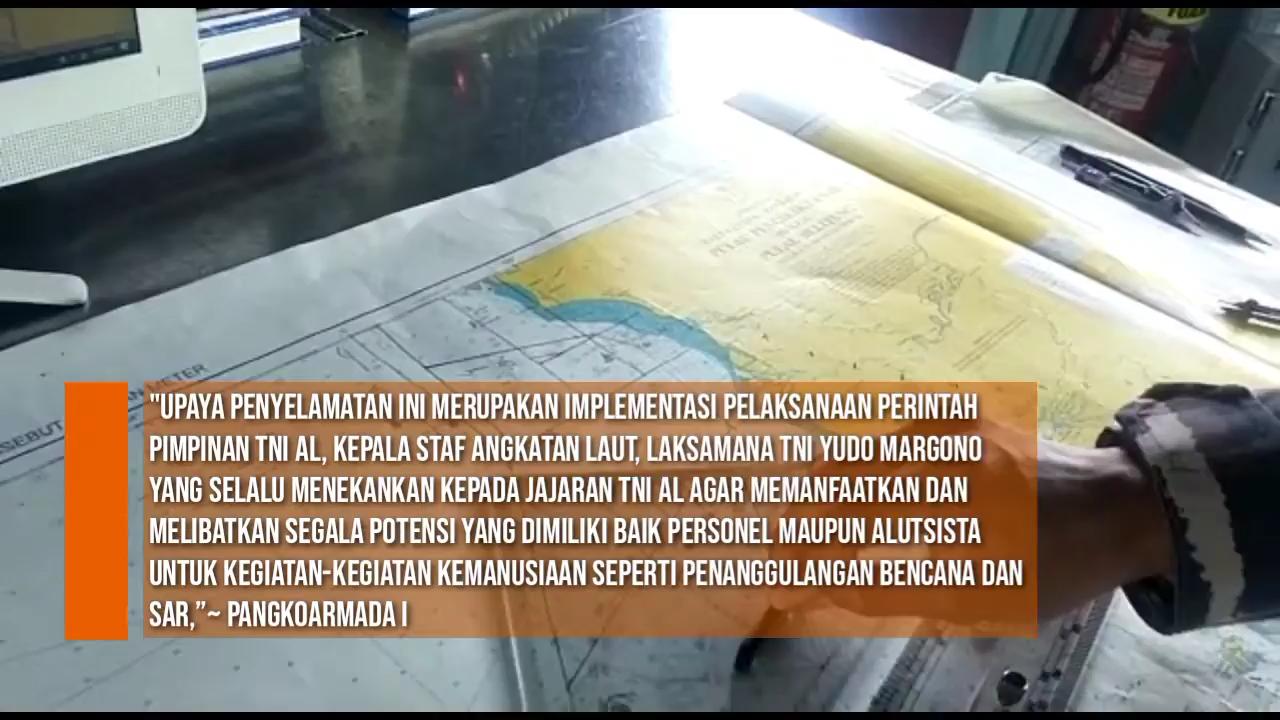 METER
SEBUT
"UPAYA PENYELAMATAN INI MERUPAKAN IMPLEMENTASI PELAKSANAAN PERINTAH
PIMPINAN TNI AL, KEPALA STAF ANGKATAN LAUT, LAKSAMANA TNI YUDO MARGONO
YANG SELALU MENEKANKAN KEPADA JAJARAN TNI AL AGAR MEMANFAATKAN DAN
MELIBATKAN SEGALA POTENSI YANG DIMILIKI BAIK PERSONEL MAUPUN ALUTSISTA
UNTUK KEGIATAN-KEGIATAN KEMANUSIAAN SEPERTI PENANGGULANGAN BENCANA DAN
SAR,”~ PANGKOARMADA I